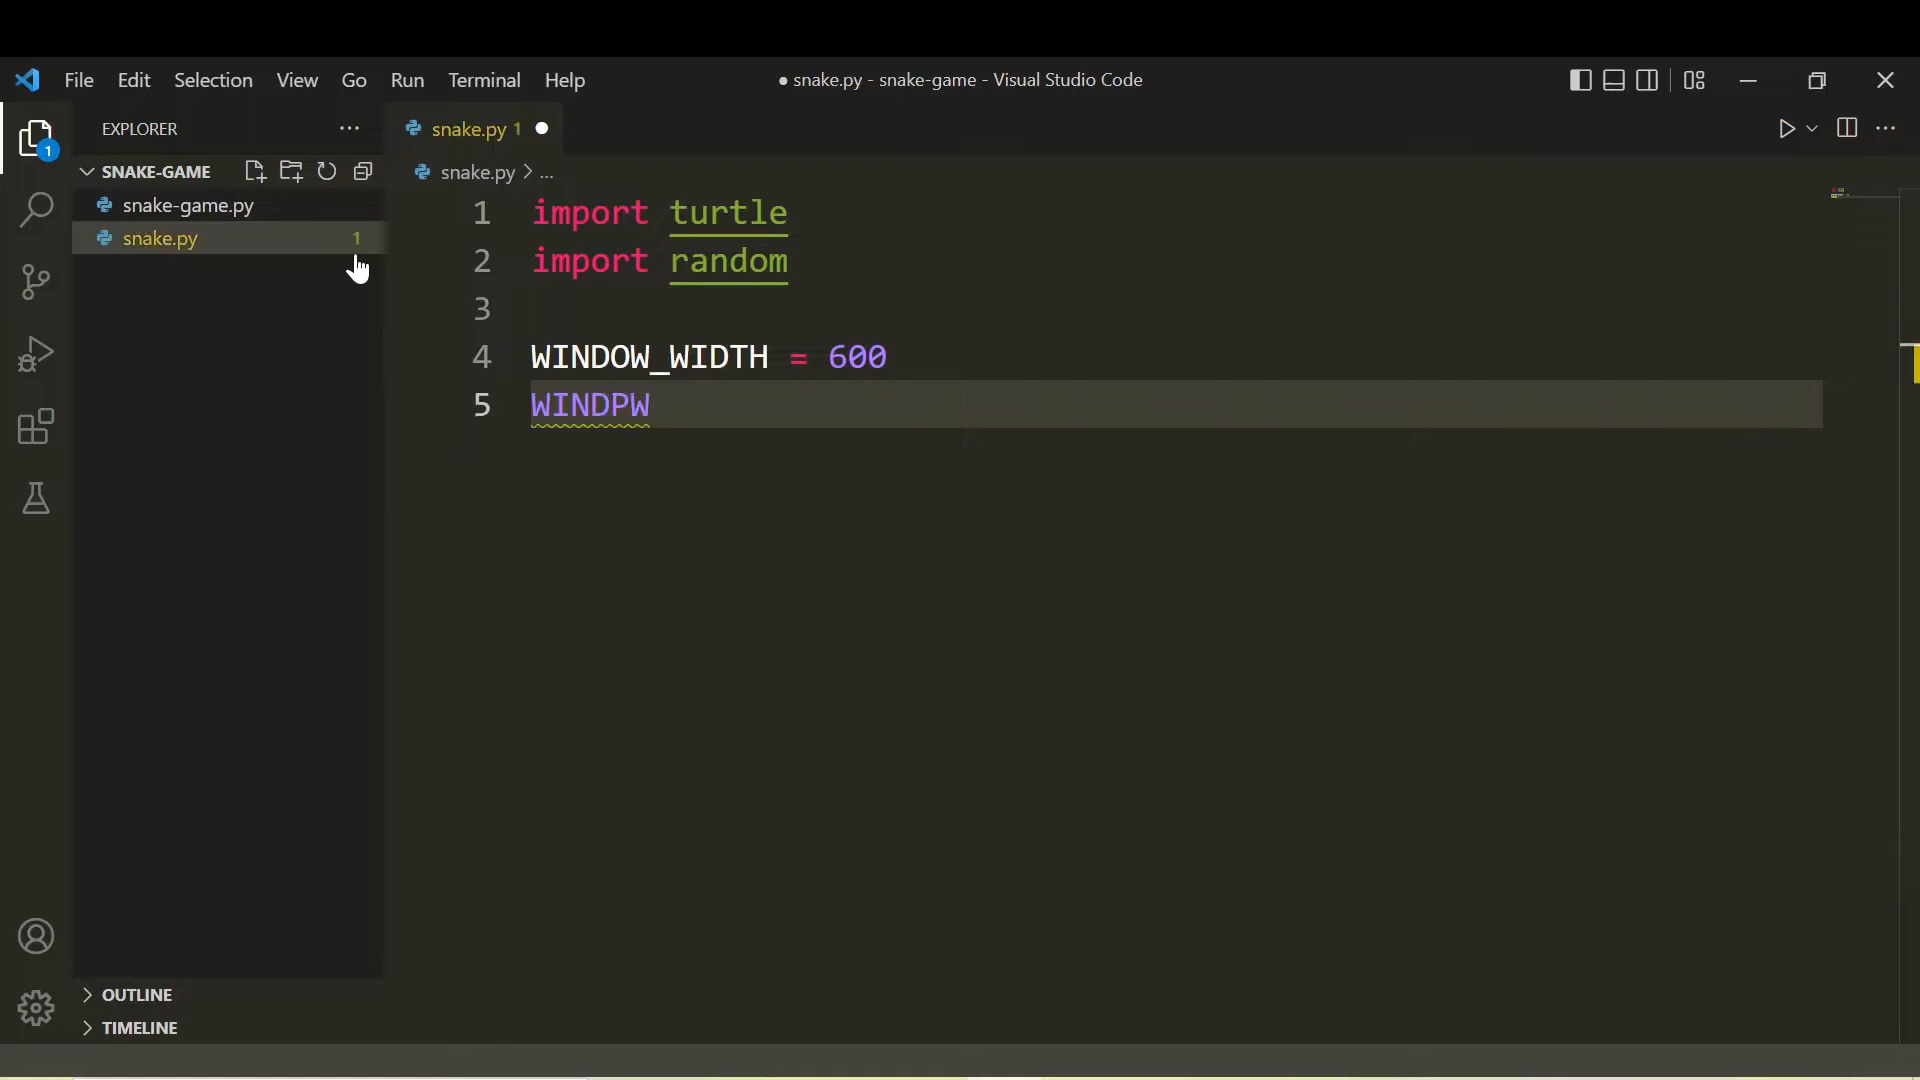 File Edit Selection View Go Run Terminal Help
● snake.py - snake-game - Visual Studio Code
EXPLORER ...
snake.py 1
1
SNAKE-GAME
snake.py > ...
snake-game.py
snake.py 1
1 import turtle
2 import random
3
4 WINDOW_WIDTH = 600
5 WINDPW
OUTLINE
TIMELINE